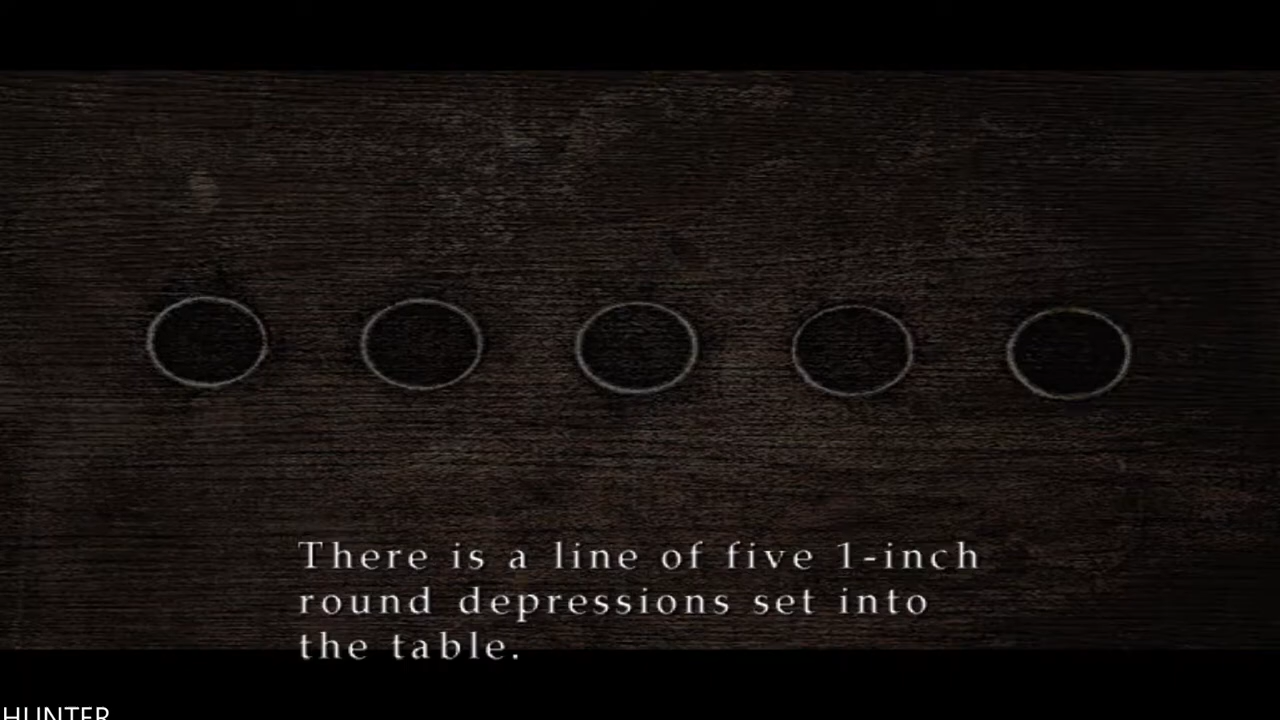 There is a line of five 1-inch
round depressions set into
the table.
HUNTER